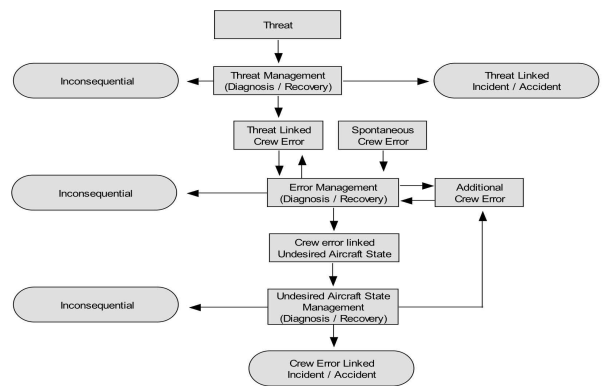 Threat
Inconsequential
Threat Management
(Diagnosis / Recovery)
Threat Linked
Incident / Accident
Threat Linked
Crew Error
Spontaneous
Crew Error
Inconsequential
Error Management
(Diagnosis / Recovery)
Additional
Crew Error
Crew error linked
Undesired Aircraft State
Inconsequential
Undesired Aircraft State
Management
(Diagnosis / Recovery)
Crew Error Linked
Incident / Accident